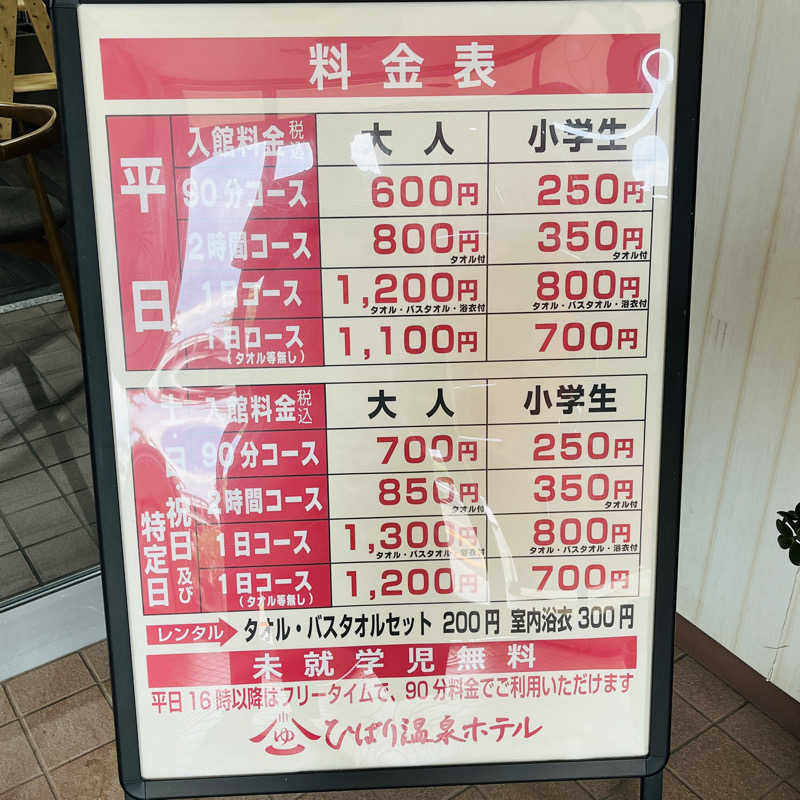 料金表
入館料金 税込 大人 小学生
平日
90分コース 600円 250円
2時間コース 800円 タオル付 350円 タオル付
1日コース 1,200円 タオル・バスタオル・浴衣付 800円 タオル・バスタオル・浴衣付
1日コース (タオル等無し) 1,100円 700円
入館料金 税込 大人 小学生
土・日・祝日及び特定日
90分コース 700円 250円
2時間コース 850円 タオル付 350円 タオル付
1日コース 1,300円 タオル・バスタオル・浴衣付 800円 タオル・バスタオル・浴衣付
1日コース (タオル等無し) 1,200円 700円
レンタル タオル・バスタオルセット 200円 室内浴衣 300円
未就学児無料
平日16時以降はフリータイムで、90分料金でご利用いただけます
ゆ ひばり温泉ホテル